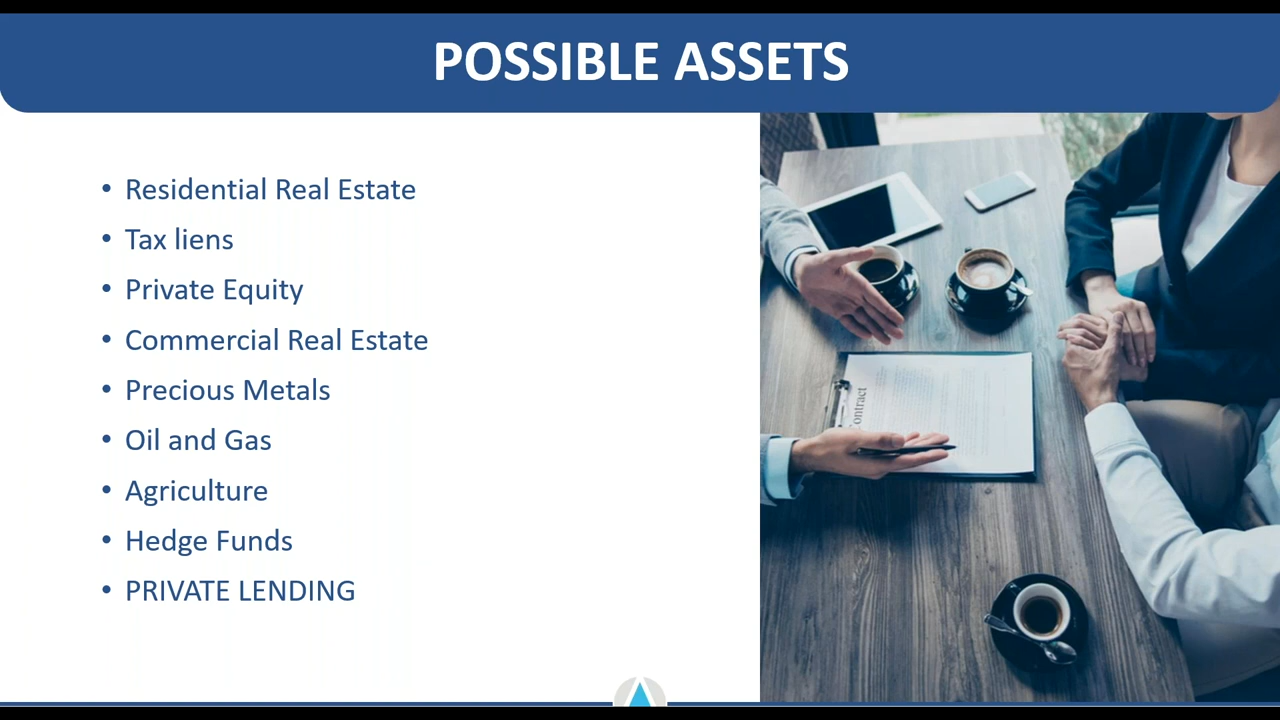 POSSIBLE ASSETS
• Residential Real Estate
• Tax liens
• Private Equity
• Commercial Real Estate
• Precious Metals
• Oil and Gas
• Agriculture
• Hedge Funds
• PRIVATE LENDING